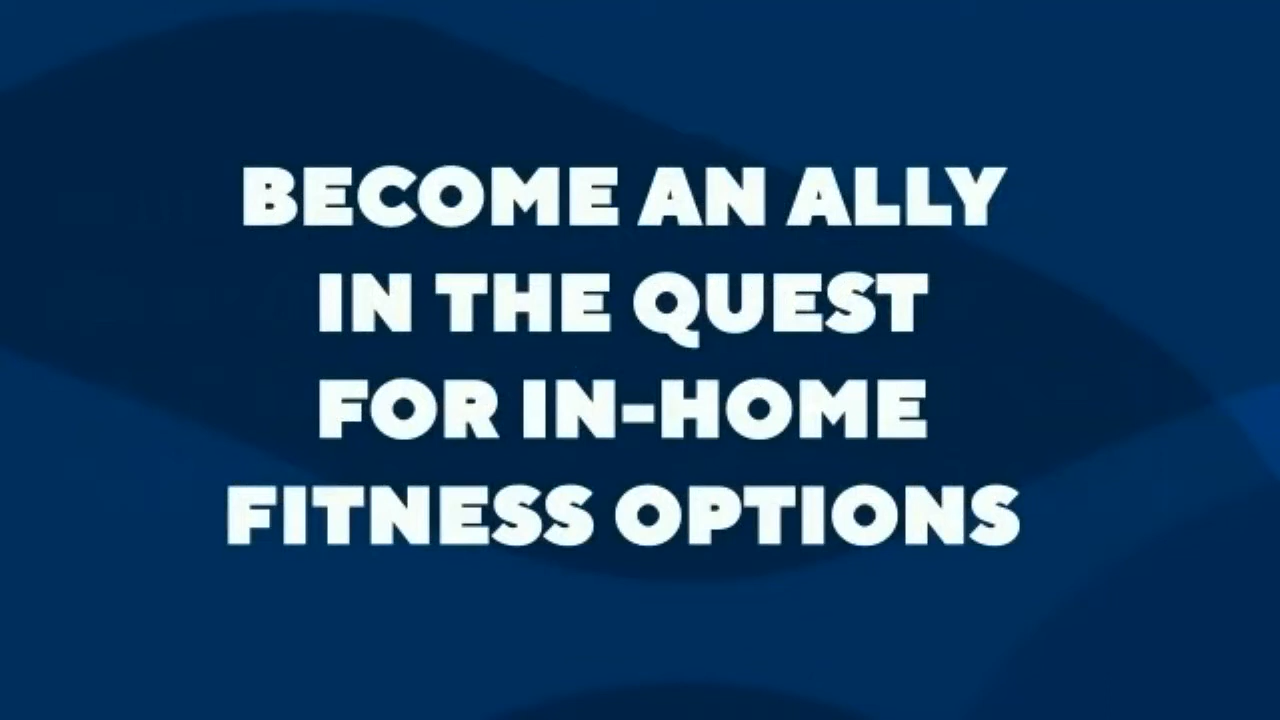 BECOME AN ALLY
IN THE QUEST
FOR IN-HOME
FITNESS OPTIONS